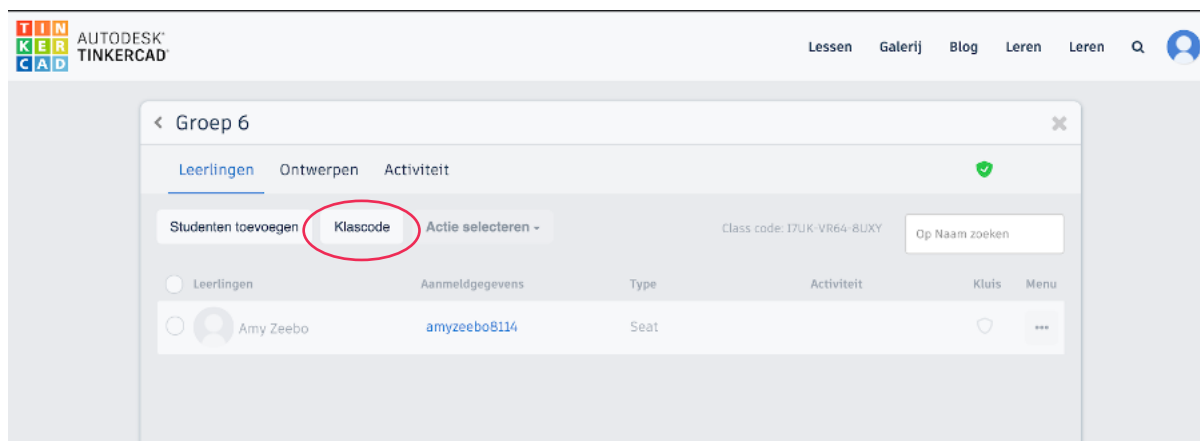 TIN
KER
CAD
AUTODESK®
TINKERCAD®
Lessen Galerij Blog Leren Leren
Groep 6
Leerlingen Ontwerpen Activiteit
Studenten toevoegen Klascode Actie selecteren Class code: I7UK-VR64-8UXY Op Naam zoeken
Leerlingen Aanmeldgegevens Type Activiteit Kluis Menu
Amy Zeebo amyzeebo8114 Seat